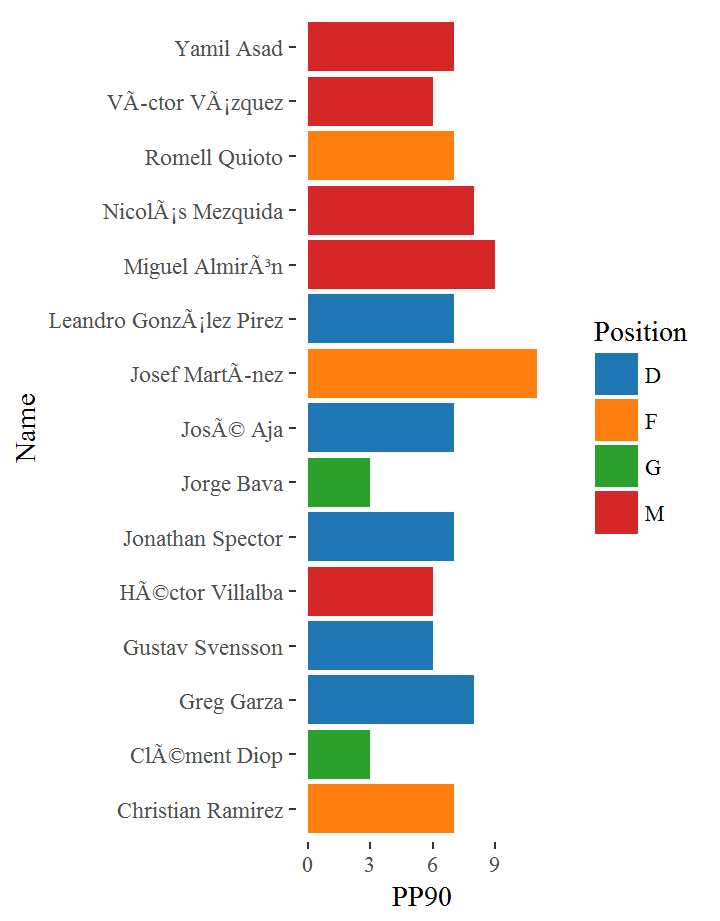 Yamil Asad
VÃ-ctor VÃ¡zquez
Romell Quioto
NicolÃ¡s Mezquida
Miguel AlmirÃ³n
Leandro GonzÃ¡lez Pirez
Josef MartÃ-nez
JosÃ© Aja
Jorge Bava
Jonathan Spector
HÃ©ctor Villalba
Gustav Svensson
Greg Garza
ClÃ©ment Diop
Christian Ramirez
Name
0 3 6 9
PP90
Position
D
F
G
M